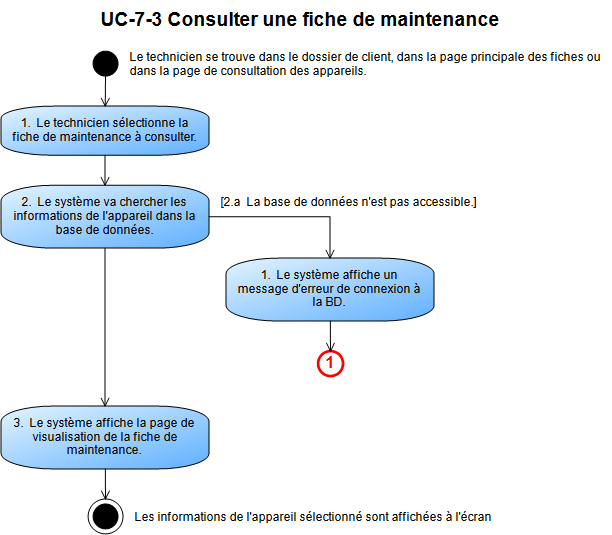 UC-7-3 Consulter une fiche de maintenance
Le technicien se trouve dans le dossier de client, dans la page principale des fiches ou
dans la page de consultation des appareils.
1. Le technicien sélectionne la
fiche de maintenance à consulter.
2. Le système va chercher les
informations de l'appareil dans la
base de données.
[2.a La base de données n'est pas accessible.]
1. Le système affiche un
message d'erreur de connexion à
la BD.
1
3. Le système affiche la page de
visualisation de la fiche de
maintenance.
Les informations de l'appareil sélectionné sont affichées à l'écran